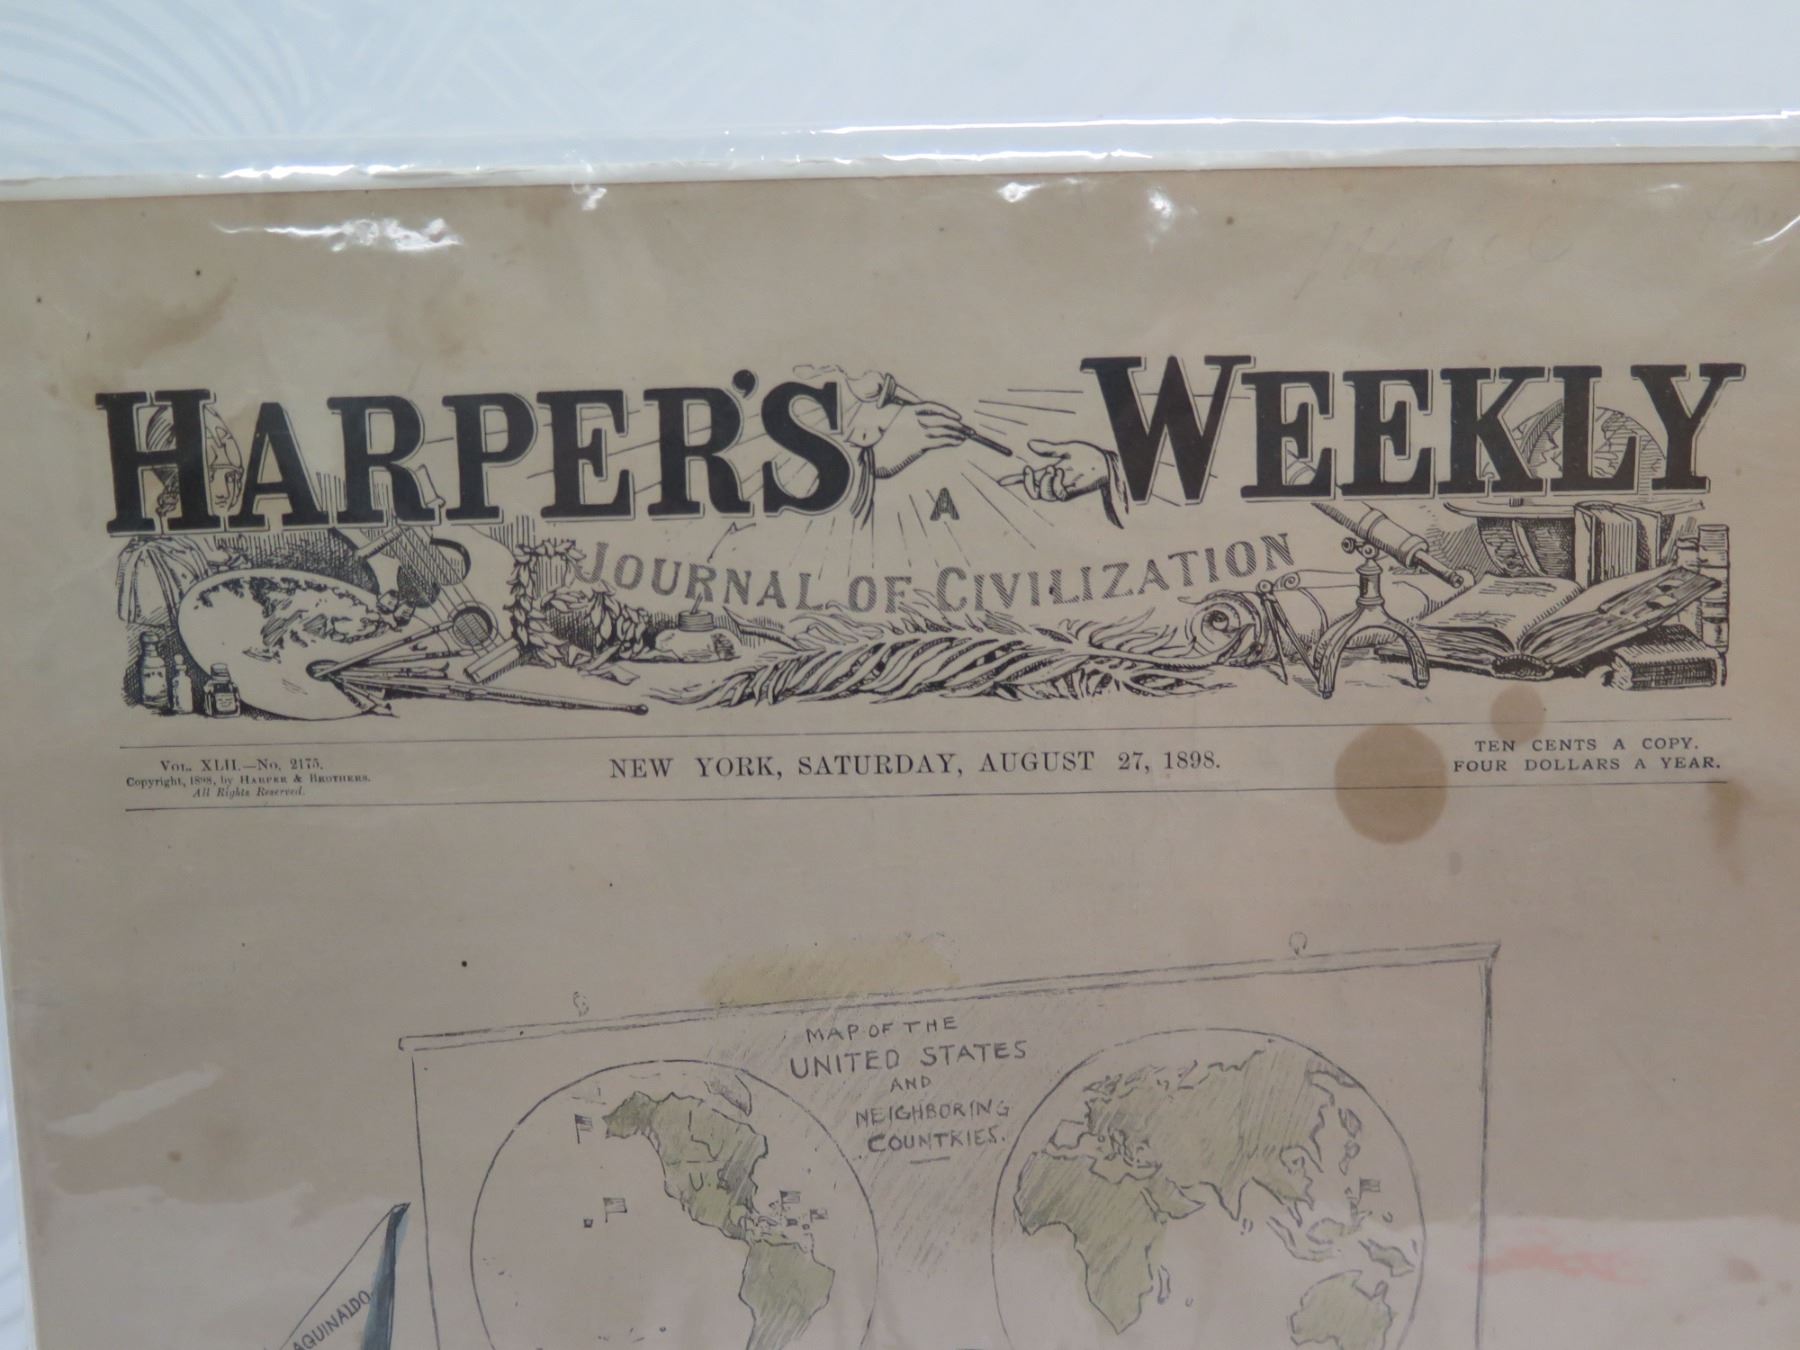 HARPER'S WEEKLY
A
JOURNAL OF CIVILIZATION
VOL. XLII.—NO. 2175.
Copyright, 1898, by HARPER & BROTHERS.
All Rights Reserved.
NEW YORK, SATURDAY, AUGUST 27, 1898.
TEN CENTS A COPY.
FOUR DOLLARS A YEAR.
MAP OF THE
UNITED STATES
AND
NEIGHBORING
COUNTRIES.
U S
AGUINALDO